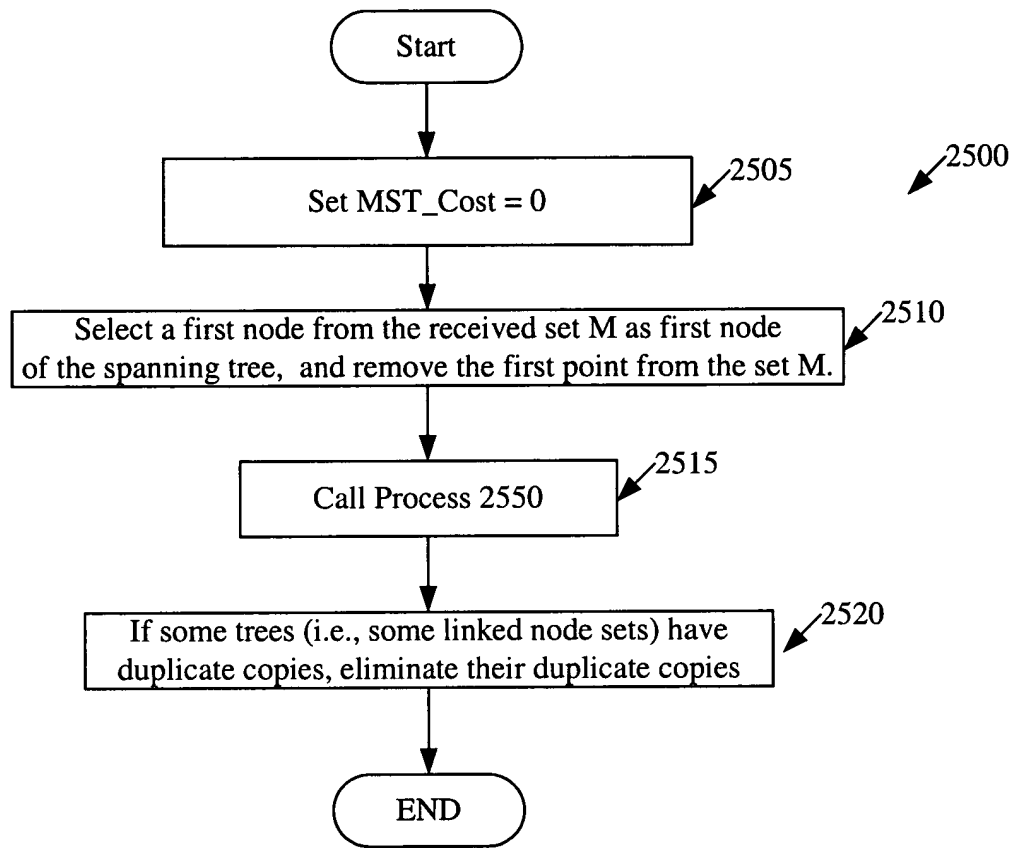 Start
2500
2505
Set MST_Cost = 0
2510
Select a first node from the received set M as first node
of the spanning tree, and remove the first point from the set M.
2515
Call Process 2550
2520
If some trees (i.e., some linked node sets) have
duplicate copies, eliminate their duplicate copies
END